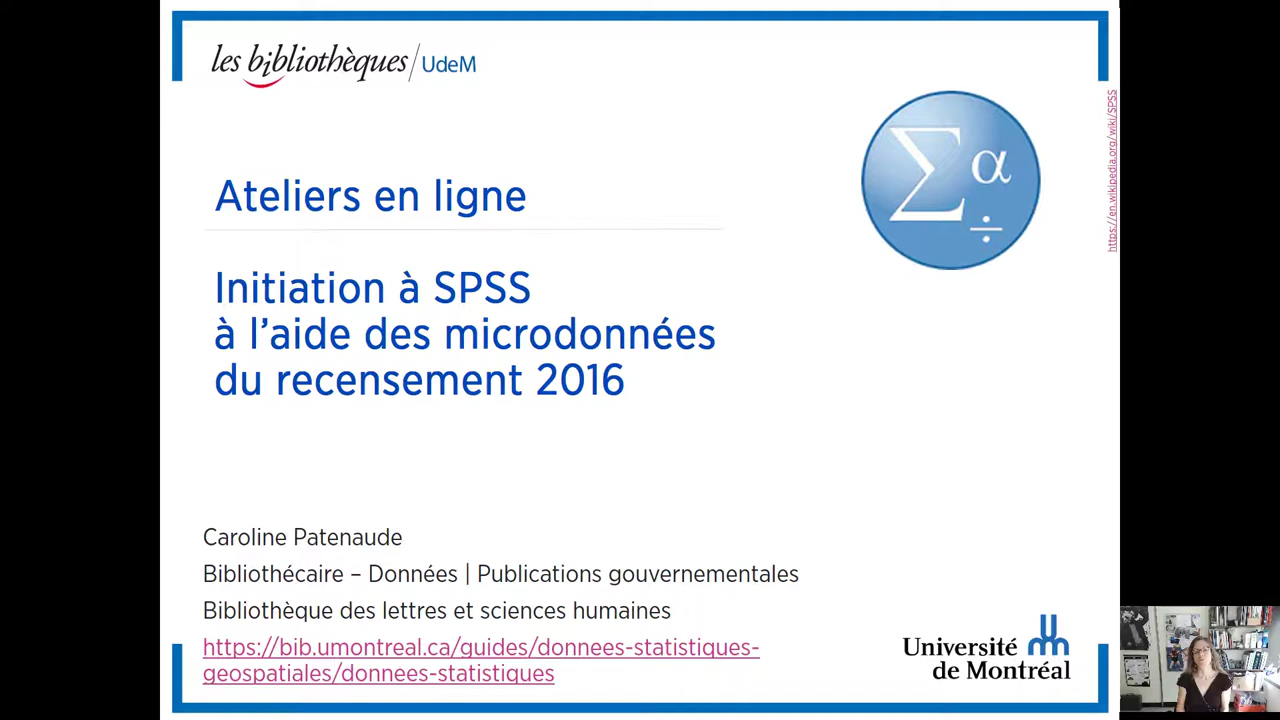 les bibliothèques/UdeM
https://en.wikipedia.org/wiki/SPSS
Σ α ÷
Ateliers en ligne
Initiation à SPSS
à l’aide des microdonnées
du recensement 2016
Caroline Patenaude
Bibliothécaire – Données | Publications gouvernementales
Bibliothèque des lettres et sciences humaines
https://bib.umontreal.ca/guides/donnees-statistiques-
geospatiales/donnees-statistiques
Université
de Montréal